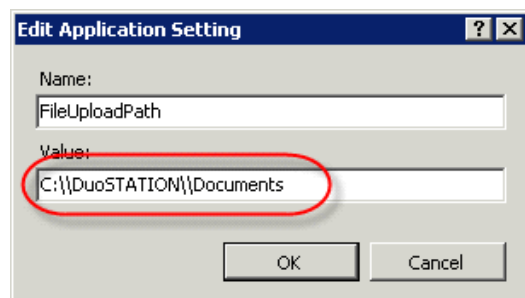 Edit Application Setting
Name:
FileUploadPath
Value:
C:\\DuoSTATION\\Documents
OK Cancel